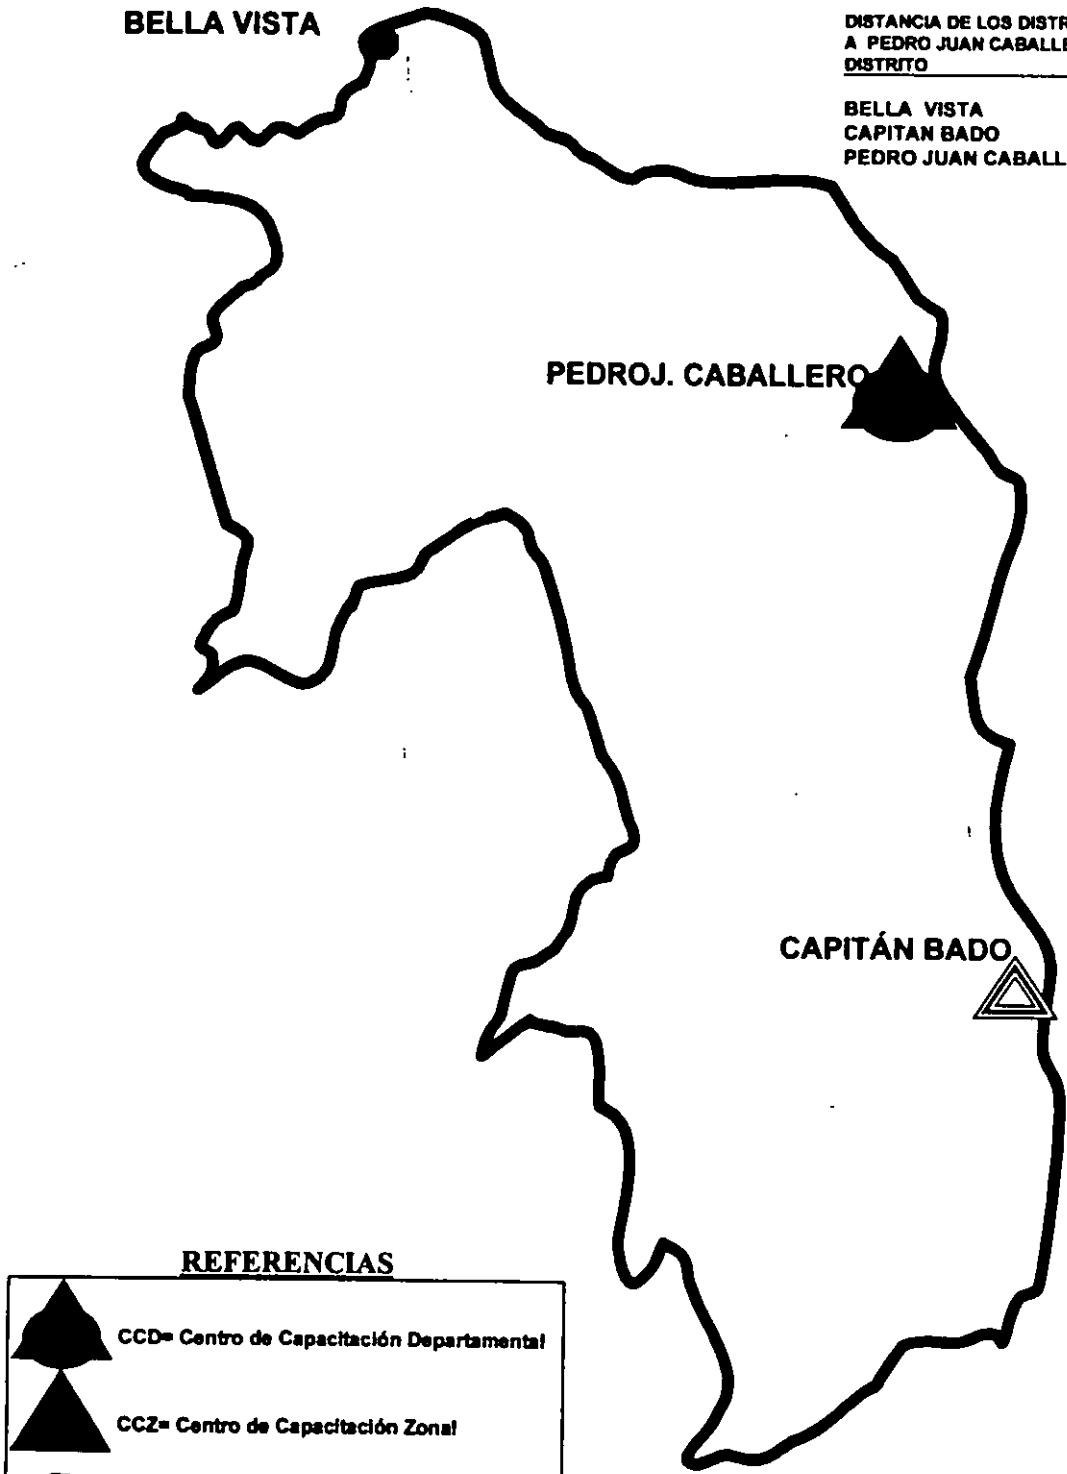 BELLA VISTA
DISTANCIA DE LOS DISTR
A PEDRO JUAN CABALLE
DISTRITO
BELLA VISTA
CAPITAN BADO
PEDRO JUAN CABALL
PEDROJ. CABALLERO
CAPITÁN BADO
REFERENCIAS
CCD= Centro de Capacitación Departamental
CCZ= Centro de Capacitación Zonal